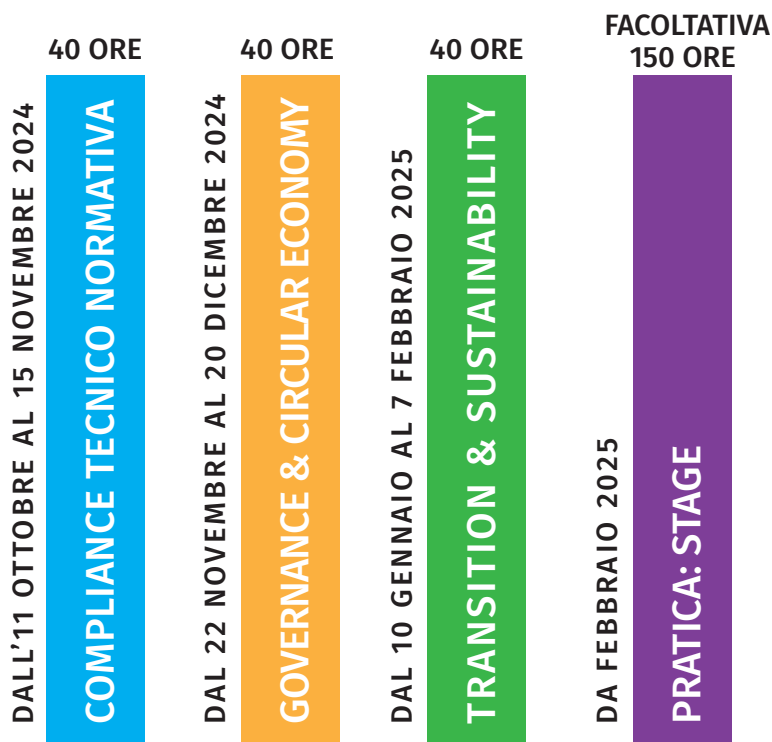 40 ORE
DALL'11 OTTOBRE AL 15 NOVEMBRE 2024
COMPLIANCE TECNICO NORMATIVA
40 ORE
DAL 22 NOVEMBRE AL 20 DICEMBRE 2024
GOVERNANCE & CIRCULAR ECONOMY
40 ORE
DAL 10 GENNAIO AL 7 FEBBRAIO 2025
TRANSITION & SUSTAINABILITY
FACOLTATIVA
150 ORE
DA FEBBRAIO 2025
PRATICA: STAGE